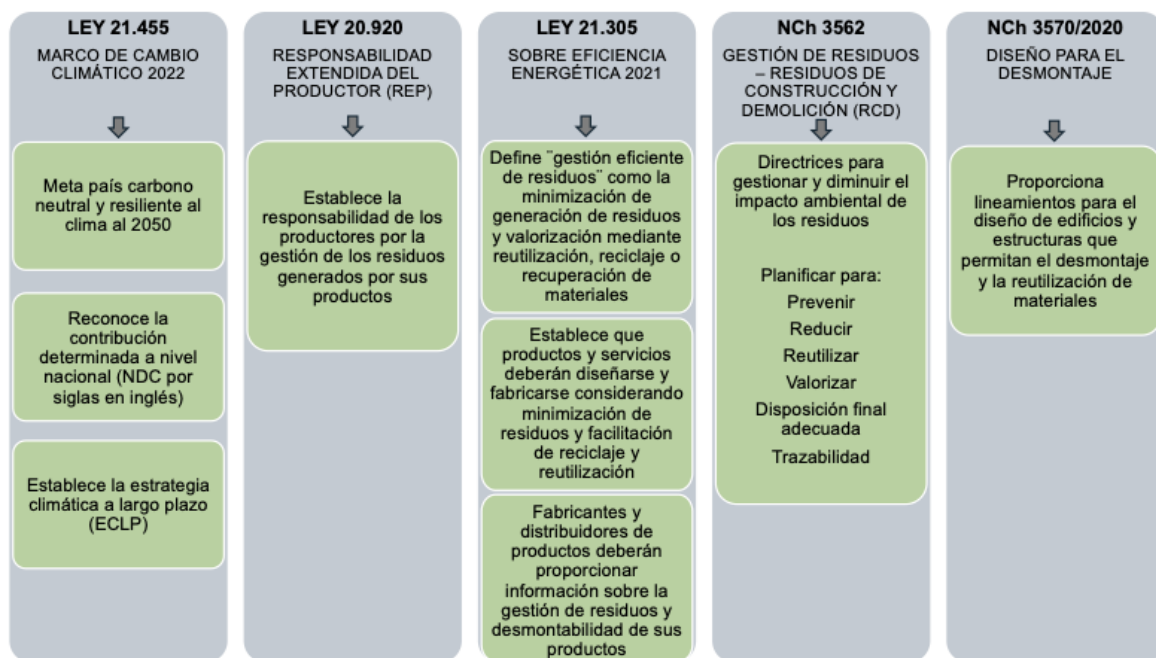 LEY 21.455
MARCO DE CAMBIO
CLIMÁTICO 2022
Meta país carbono
neutral y resiliente al
clima al 2050
Reconoce la
contribución
determinada a nivel
nacional (NDC por
siglas en inglés)
Establece la estrategia
climática a largo plazo
(ECLP)
LEY 20.920
RESPONSABILIDAD
EXTENDIDA DEL
PRODUCTOR (REP)
Establece la
responsabilidad de los
productores por la
gestión de los residuos
generados por sus
productos
LEY 21.305
SOBRE EFICIENCIA
ENERGÉTICA 2021
Define ¨gestión eficiente
de residuos¨ como la
minimización de
generación de residuos
y valorización mediante
reutilización, reciclaje o
recuperación de
materiales
Establece que
productos y servicios
deberán diseñarse y
fabricarse considerando
minimización de
residuos y facilitación
de reciclaje y
reutilización
Fabricantes y
distribuidores de
productos deberán
proporcionar
información sobre la
gestión de residuos y
desmontabilidad de sus
productos
NCh 3562
GESTIÓN DE RESIDUOS
– RESIDUOS DE
CONSTRUCCIÓN Y
DEMOLICIÓN (RCD)
Directrices para
gestionar y diminuir el
impacto ambiental de
los residuos
Planificar para:
Prevenir
Reducir
Reutilizar
Valorizar
Disposición final
adecuada
Trazabilidad
NCh 3570/2020
DISEÑO PARA EL
DESMONTAJE
Proporciona
lineamientos para el
diseño de edificios y
estructuras que
permitan el desmontaje
y la reutilización de
materiales